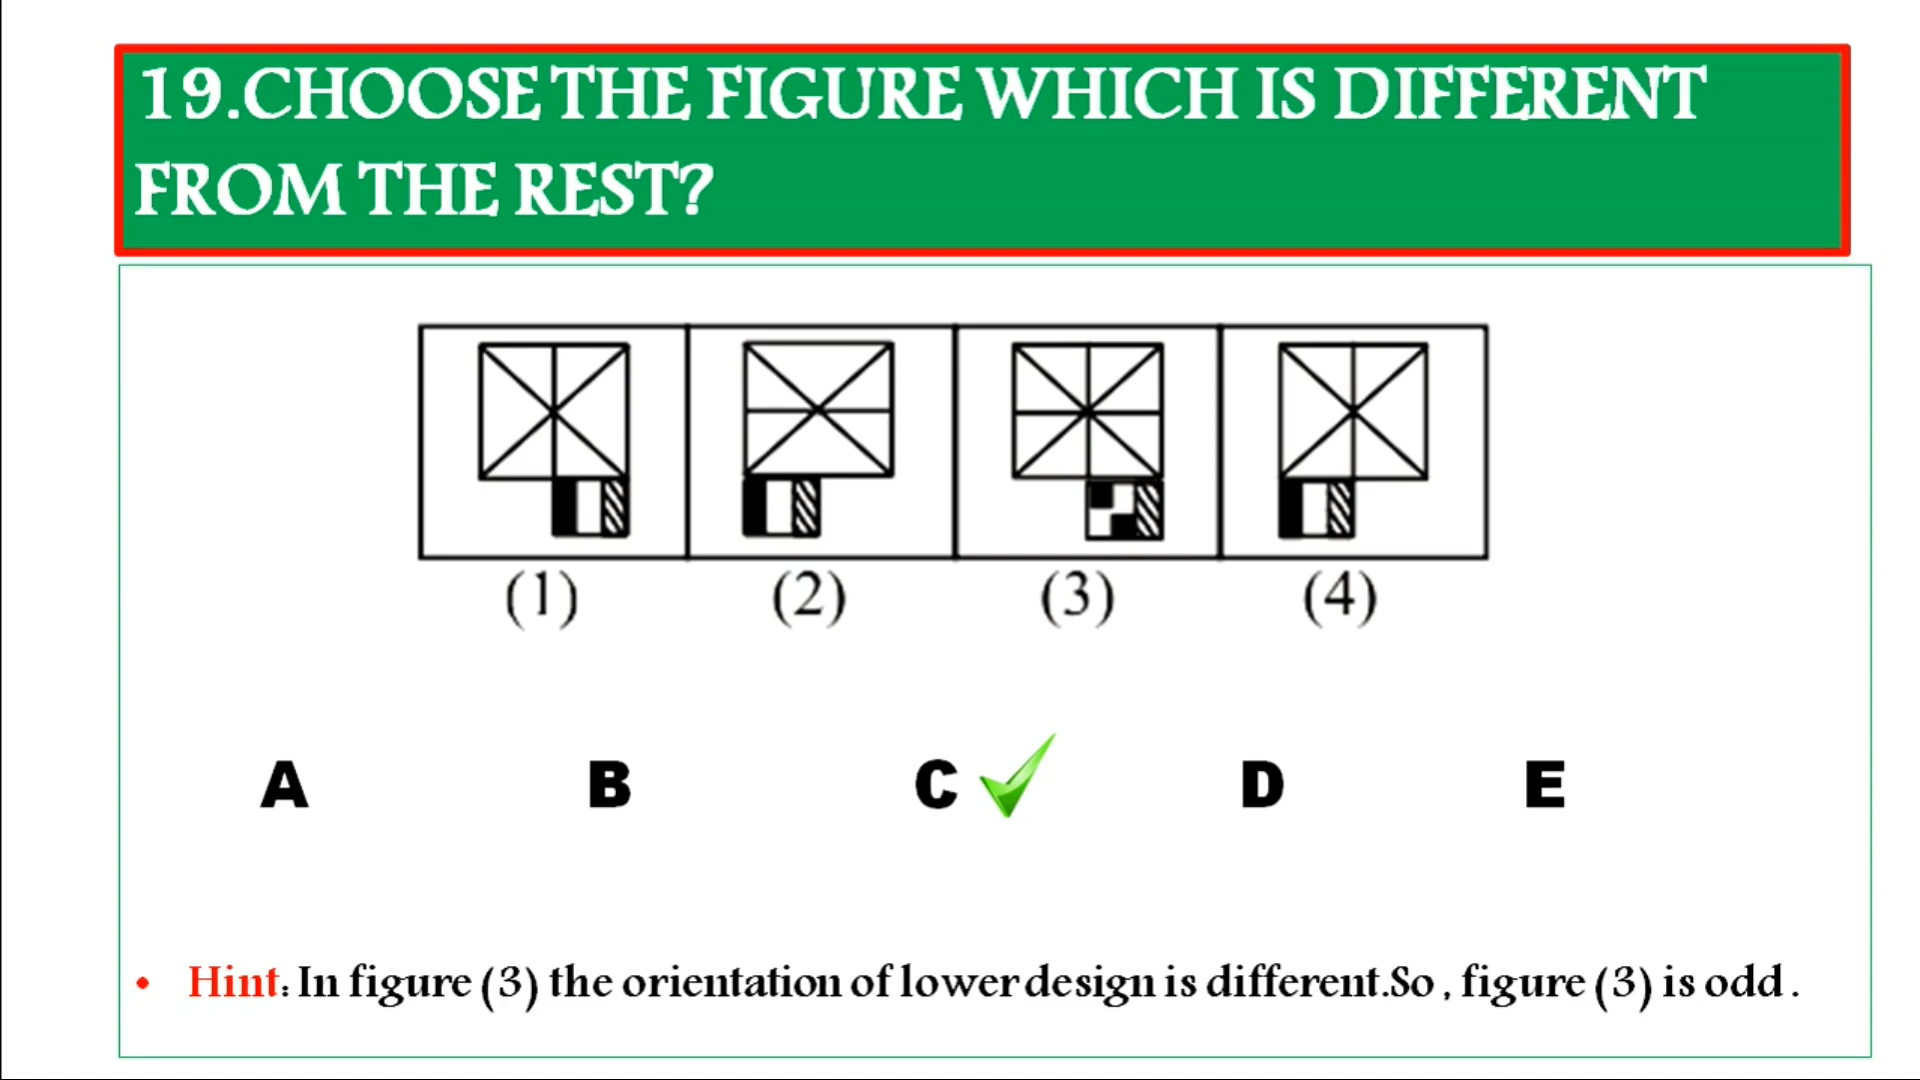 19.CHOOSE THE FIGURE WHICH IS DIFFERENT
FROM THE REST?
(1) (2) (3) (4)
A B C D E
• Hint: In figure (3) the orientation of lower design is different.So , figure (3) is odd .